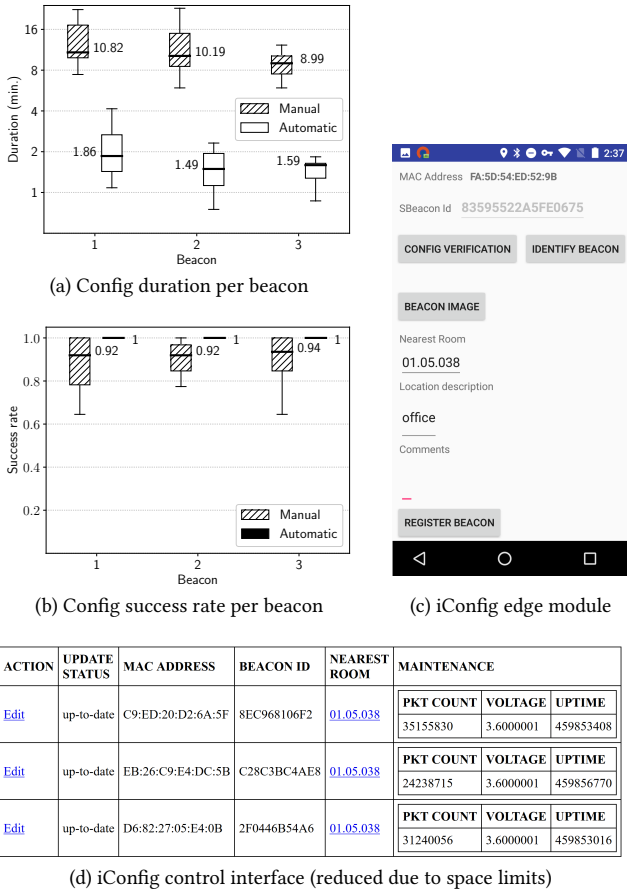 16
8
4
2
1
Duration (min.)
10.82
10.19
8.99
Manual
Automatic
1.86
1.49
1.59
1 2 3
Beacon
(a) Config duration per beacon
1.0
0.8
0.6
0.4
0.2
Success rate
0.92
1
0.92
1
0.94
1
Manual
Automatic
1 2 3
Beacon
(b) Config success rate per beacon
2:37
MAC Address FA:5D:54:ED:52:9B
SBeacon Id 83595522A5FE0675
CONFIG VERIFICATION IDENTIFY BEACON
BEACON IMAGE
Nearest Room
01.05.038
Location description
office
Comments
REGISTER BEACON
(c) iConfig edge module
ACTION UPDATE STATUS MAC ADDRESS BEACON ID NEAREST ROOM MAINTENANCE
PKT COUNT VOLTAGE UPTIME
Edit up-to-date C9:ED:20:D2:6A:5F 8EC968106F2 01.05.038 35155830 3.6000001 459853408
PKT COUNT VOLTAGE UPTIME
Edit up-to-date EB:26:C9:E4:DC:5B C28C3BC4AE8 01.05.038 24238715 3.6000001 459856770
PKT COUNT VOLTAGE UPTIME
Edit up-to-date D6:82:27:05:E4:0B 2F0446B54A6 01.05.038 31240056 3.6000001 459853016
(d) iConfig control interface (reduced due to space limits)